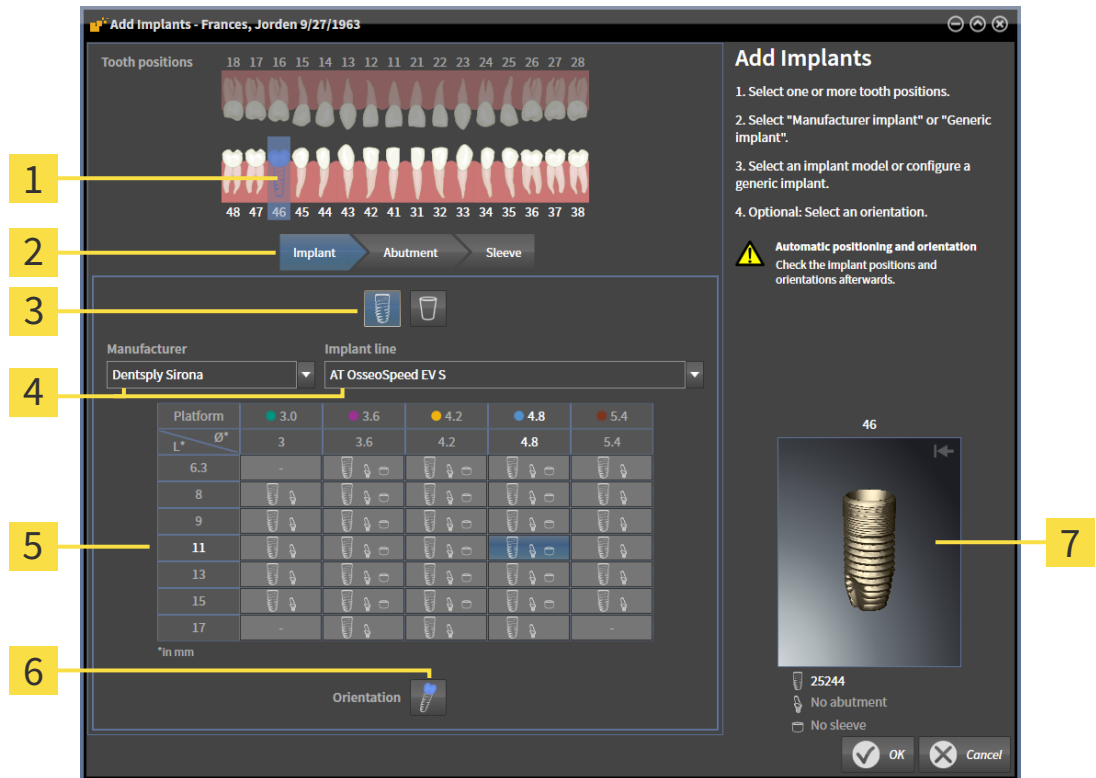 Add Implants - Frances, Jorden 9/27/1963
Tooth positions
18 17 16 15 14 13 12 11 21 22 23 24 25 26 27 28
48 47 46 45 44 43 42 41 31 32 33 34 35 36 37 38
Implant Abutment Sleeve
Manufacturer Implant line
Dentsply Sirona AT OsseoSpeed EV S
Platform 3.0 3.6 4.2 4.8 5.4
L* Ø* 3 3.6 4.2 4.8 5.4
6.3 -
8
9
11
13
15
17 - -
*in mm
Orientation
Add Implants
1. Select one or more tooth positions.
2. Select "Manufacturer implant" or "Generic
implant".
3. Select an implant model or configure a
generic implant.
4. Optional: Select an orientation.
Automatic positioning and orientation
Check the implant positions and
orientations afterwards.
46
25244
No abutment
No sleeve
OK Cancel
1
2
3
4
5
6
7